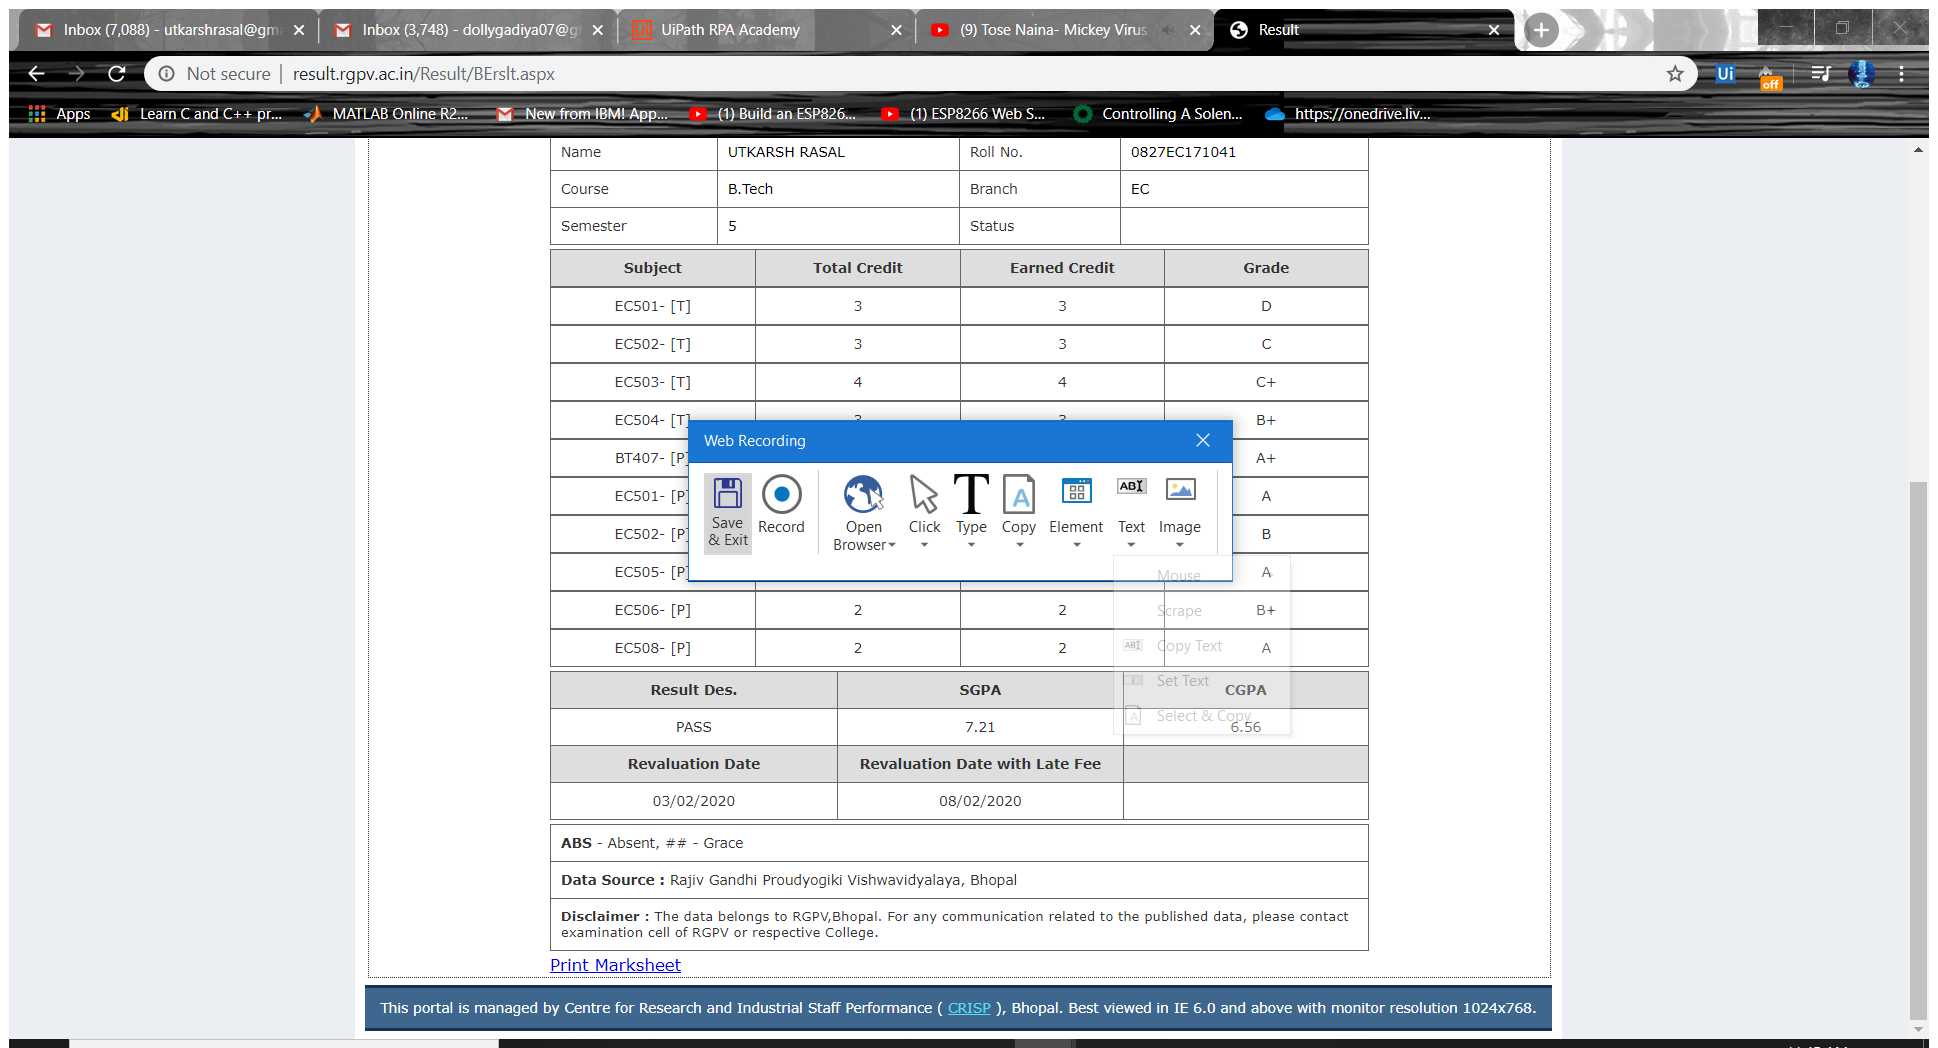 Inbox (7,088) - utkarshrasal@gm
Inbox (3,748) - dollygadiya07@g
UiPath RPA Academy
(9) Tose Naina- Mickey Virus
Result
Not secure | result.rgpv.ac.in/Result/BErslt.aspx
Ui
off
Apps
Learn C and C++ pr...
MATLAB Online R2...
New from IBM! App...
(1) Build an ESP826...
(1) ESP8266 Web S...
Controlling A Solen...
https://onedrive.liv...
Name UTKARSH RASAL Roll No. 0827EC171041
Course B.Tech Branch EC
Semester 5 Status
Subject Total Credit Earned Credit Grade
EC501- [T] 3 3 D
EC502- [T] 3 3 C
EC503- [T] 4 4 C+
EC504- [T] B+
BT407- [P] A+
EC501- [P] A
EC502- [P] B
EC505- [P] A
EC506- [P] 2 2 B+
EC508- [P] 2 2 A
Web Recording
Save & Exit
Record
Open Browser
Click
Type
Copy
Element
Text
Image
Mouse
Scrape
Copy Text
Set Text
Select & Copy
Result Des. SGPA CGPA
PASS 7.21 6.56
Revaluation Date Revaluation Date with Late Fee
03/02/2020 08/02/2020
ABS - Absent, ## - Grace
Data Source : Rajiv Gandhi Proudyogiki Vishwavidyalaya, Bhopal
Disclaimer : The data belongs to RGPV,Bhopal. For any communication related to the published data, please contact
examination cell of RGPV or respective College.
Print Marksheet
This portal is managed by Centre for Research and Industrial Staff Performance ( CRISP ), Bhopal. Best viewed in IE 6.0 and above with monitor resolution 1024x768.